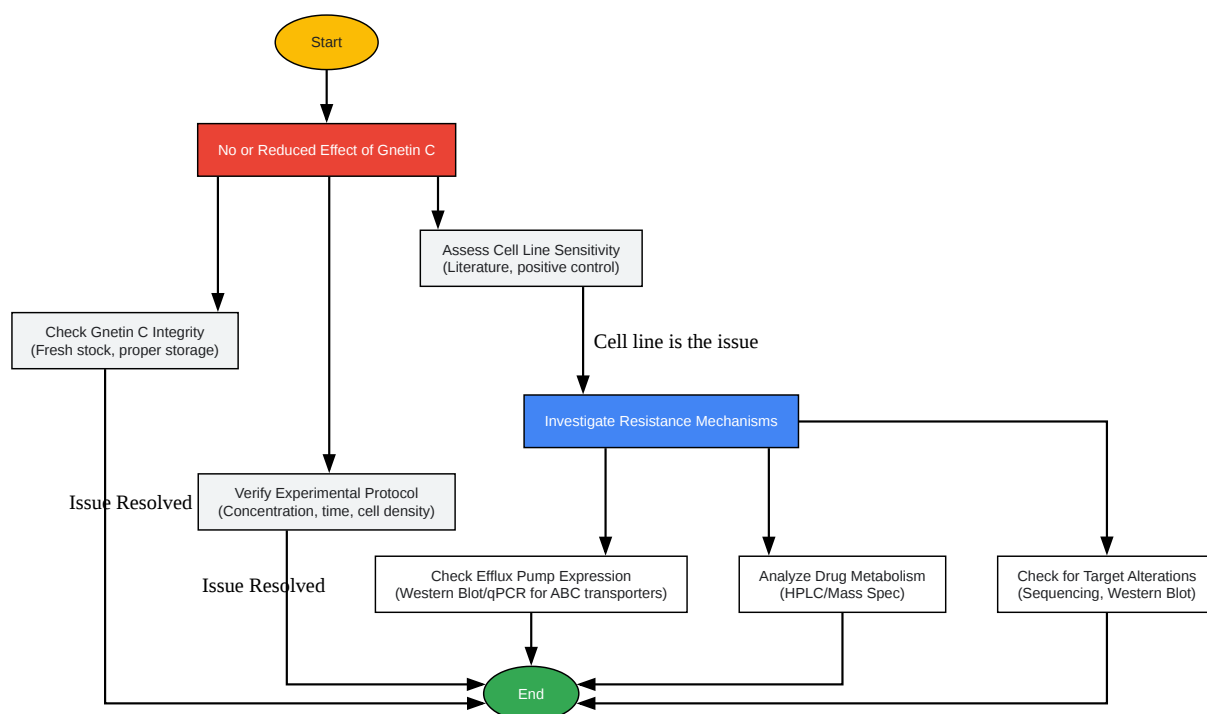 Start
No or Reduced Effect of Gnetin C
Assess Cell Line Sensitivity
(Literature, positive control)
Check Gnetin C Integrity
(Fresh stock, proper storage)
Cell line is the issue
Investigate Resistance Mechanisms
Issue Resolved
Verify Experimental Protocol
(Concentration, time, cell density)
Issue Resolved
Check Efflux Pump Expression
(Western Blot/qPCR for ABC transporters)
Analyze Drug Metabolism
(HPLC/Mass Spec)
Check for Target Alterations
(Sequencing, Western Blot)
End